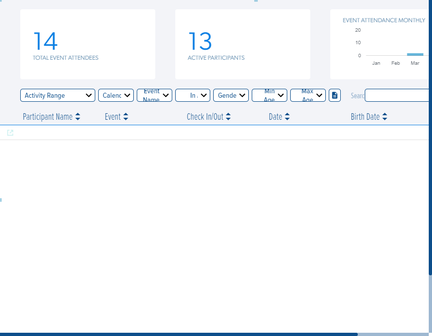 14
TOTAL EVENT ATTENDEES
13
ACTIVE PARTICIPANTS
EVENT ATTENDANCE MONTHLY
20
10
0
Jan Feb Mar
Activity Range
Calenc
Event Name
In
Gende
Min Age
Max Age
Searc
Participant Name Event Check In/Out Date Birth Date